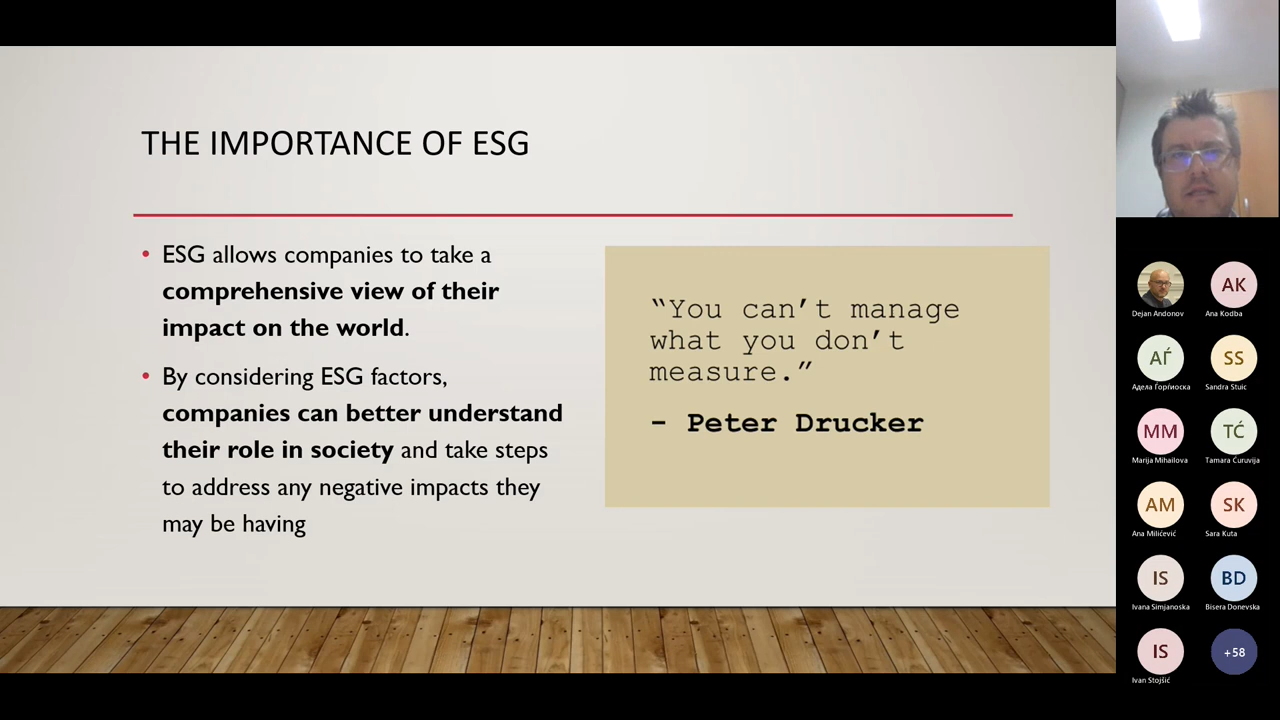 THE IMPORTANCE OF ESG
• ESG allows companies to take a
comprehensive view of their
impact on the world.
• By considering ESG factors,
companies can better understand
their role in society and take steps
to address any negative impacts they
may be having
“You can’t manage
what you don’t
measure.”
– Peter Drucker
Dejan Andonov
AK
Ana Kodba
АЃ
Адела Ѓорѓиоска
SS
Sandra Stuic
MM
Marija Mihailova
TĆ
Tamara Ćuruvija
AM
Ana Milićević
SK
Sara Kuta
IS
Ivana Simjanoska
BD
Bisera Donevska
IS
Ivan Stojšić
+58